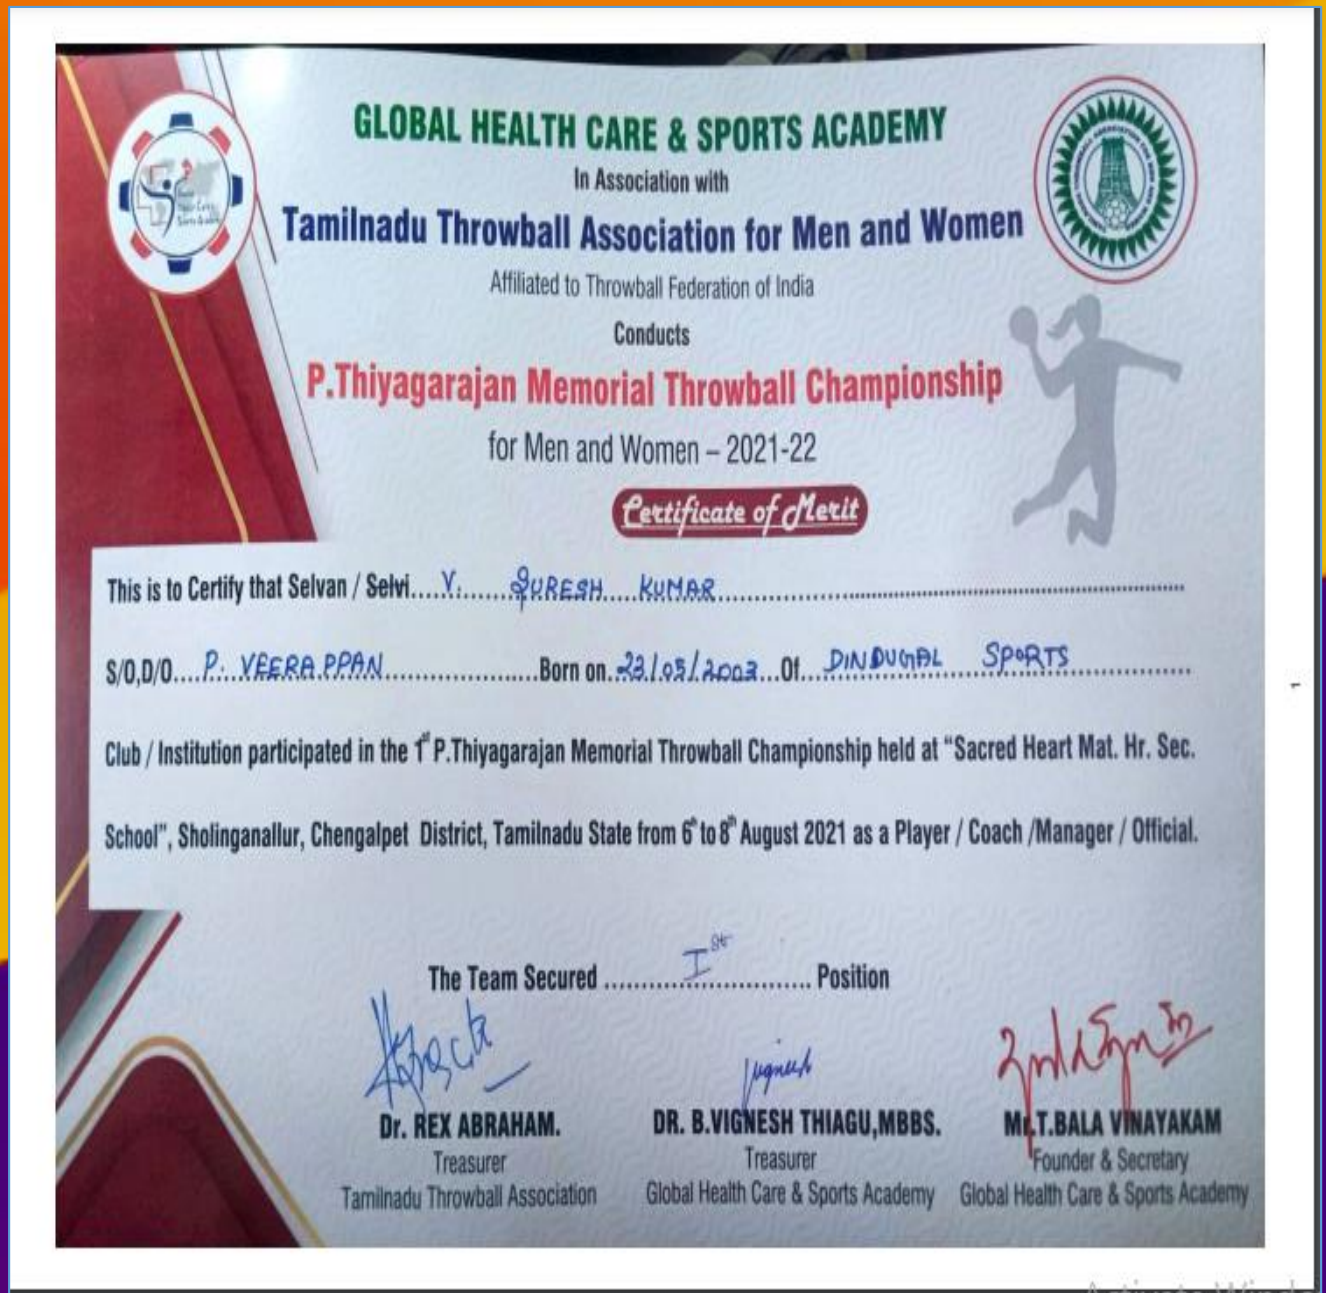 GLOBAL HEALTH CARE & SPORTS ACADEMY
In Association with
Tamilnadu Throwball Association for Men and Women
Affiliated to Throwball Federation of India
Conducts
P.Thiyagarajan Memorial Throwball Championship
for Men and Women – 2021-22
Certificate of Merit
This is to Certify that Selvan / Selvi....V. SURESH KUMAR
S/O,D/O....P. VEERAPPAN Born on 23/05/2003 Of DINDUGAL SPORTS
Club / Institution participated in the 1st P.Thiyagarajan Memorial Throwball Championship held at "Sacred Heart Mat. Hr. Sec.
School", Sholinganallur, Chengalpet District, Tamilnadu State from 6th to 8th August 2021 as a Player / Coach /Manager / Official.
The Team Secured Ist Position
Dr. REX ABRAHAM. DR. B.VIGNESH THIAGU,MBBS. Mr.T.BALA VINAYAKAM
Treasurer Treasurer Founder & Secretary
Tamilnadu Throwball Association Global Health Care & Sports Academy Global Health Care & Sports Academy
1